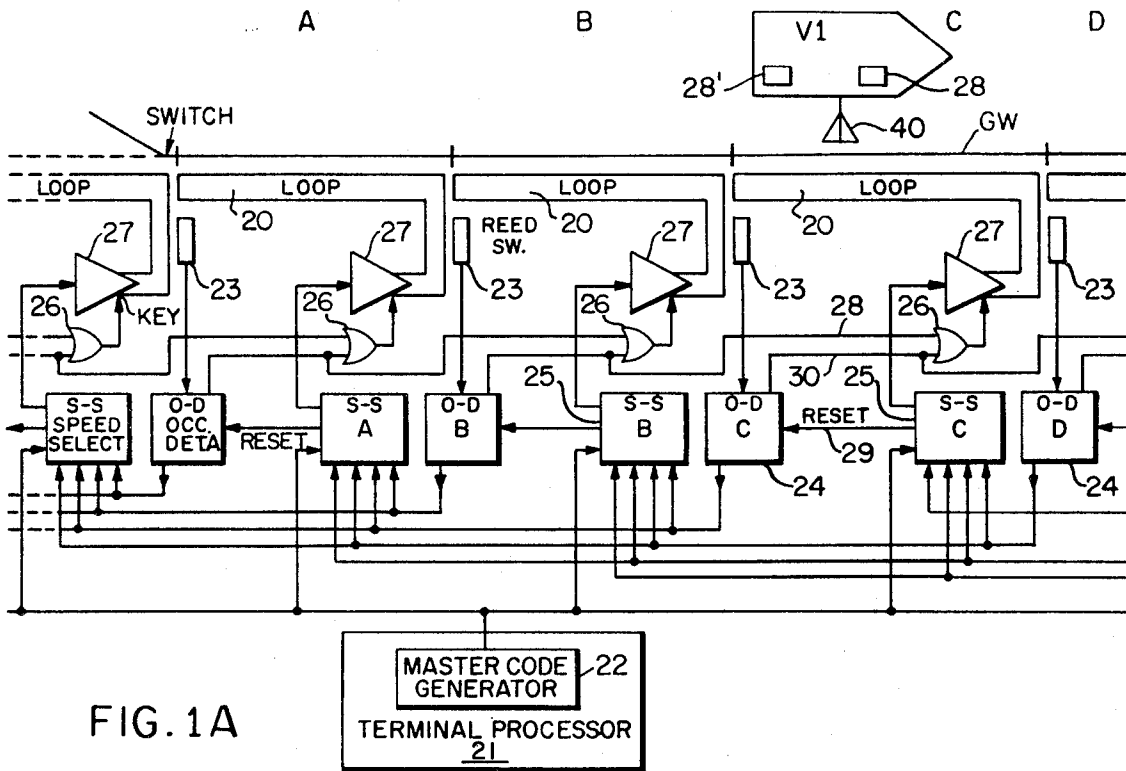 A B C D
V1
28' 28
SWITCH 40 GW
LOOP LOOP LOOP LOOP
20 20 20
27 27 REED SW. 27 27
23 23 23 23
26 KEY 26 26 28 26
30
S-S SPEED SELECT
O-D OCC. DETA
RESET
S-S A
O-D B
25
S-S B
O-D C
RESET
29
25
S-S C
O-D D
24 24
MASTER CODE GENERATOR
22
TERMINAL PROCESSOR
21
FIG. 1A